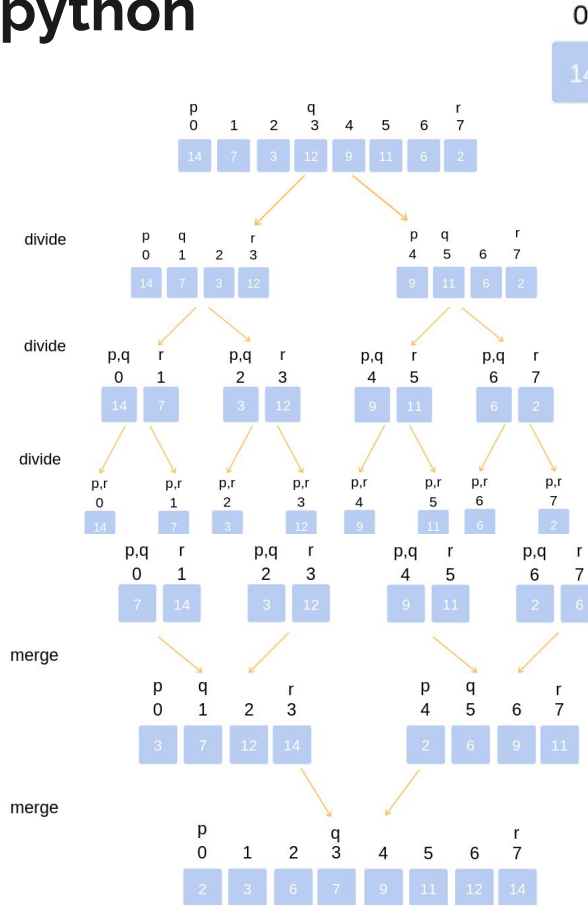 python
0
14
p q r
0 1 2 3 4 5 6 7
14 7 3 12 9 11 6 2
divide
p q r p q r
0 1 2 3 4 5 6 7
14 7 3 12 9 11 6 2
divide
p,q r p,q r p,q r p,q r
0 1 2 3 4 5 6 7
14 7 3 12 9 11 6 2
divide
p,r p,r p,r p,r p,r p,r p,r p,r
0 1 2 3 4 5 6 7
14 7 3 12 9 11 6 2
p,q r p,q r p,q r p,q r
0 1 2 3 4 5 6 7
7 14 3 12 9 11 2 6
merge
p q r p q r
0 1 2 3 4 5 6 7
3 7 12 14 2 6 9 11
merge
p q r
0 1 2 3 4 5 6 7
2 3 6 7 9 11 12 14